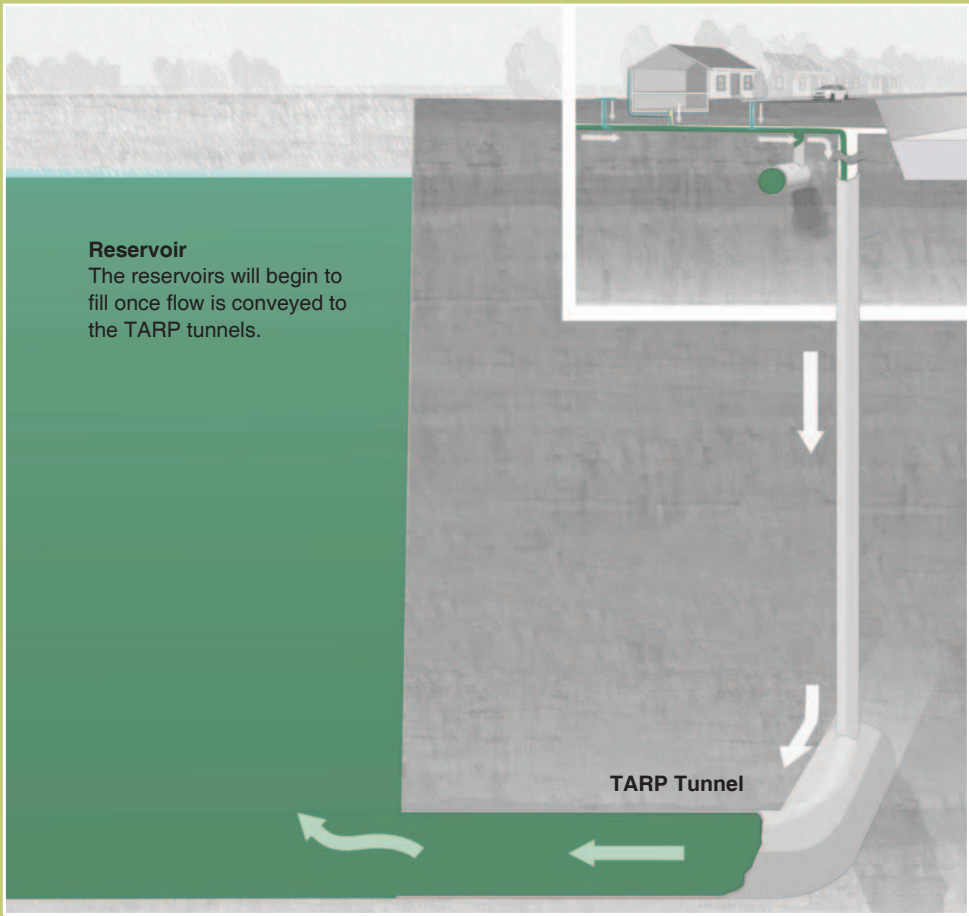 Reservoir
The reservoirs will begin to
fill once flow is conveyed to
the TARP tunnels.
TARP Tunnel